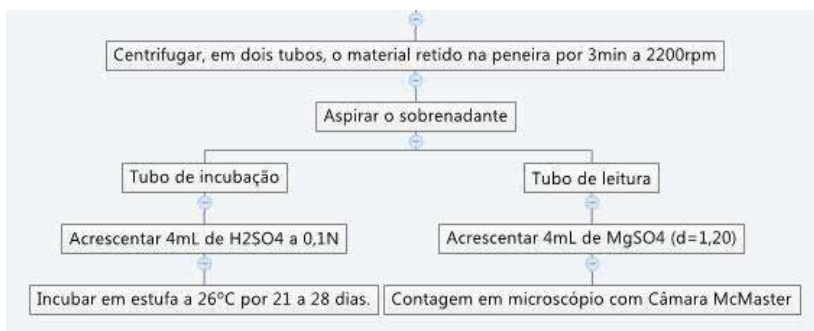 Centrifugar, em dois tubos, o material retido na peneira por 3min a 2200rpm
Aspirar o sobrenadante
Tubo de incubação
Tubo de leitura
Acrescentar 4mL de H2SO4 a 0,1N
Acrescentar 4mL de MgSO4 (d=1,20)
Incubar em estufa a 26ºC por 21 a 28 dias.
Contagem em microscópio com Câmara McMaster